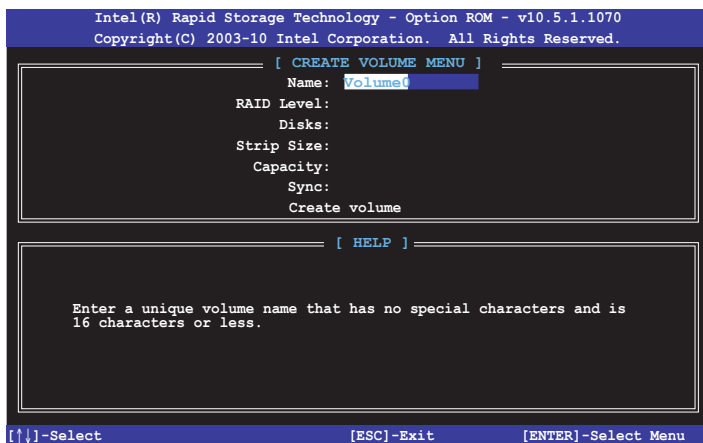 Intel(R) Rapid Storage Technology - Option ROM - v10.5.1.1070
Copyright(C) 2003-10 Intel Corporation. All Rights Reserved.
[ CREATE VOLUME MENU ]
Name: Volume0
RAID Level:
Disks:
Strip Size:
Capacity:
Sync:
Create volume
[ HELP ]
Enter a unique volume name that has no special characters and is
16 characters or less.
[↑↓]-Select [ESC]-Exit [ENTER]-Select Menu